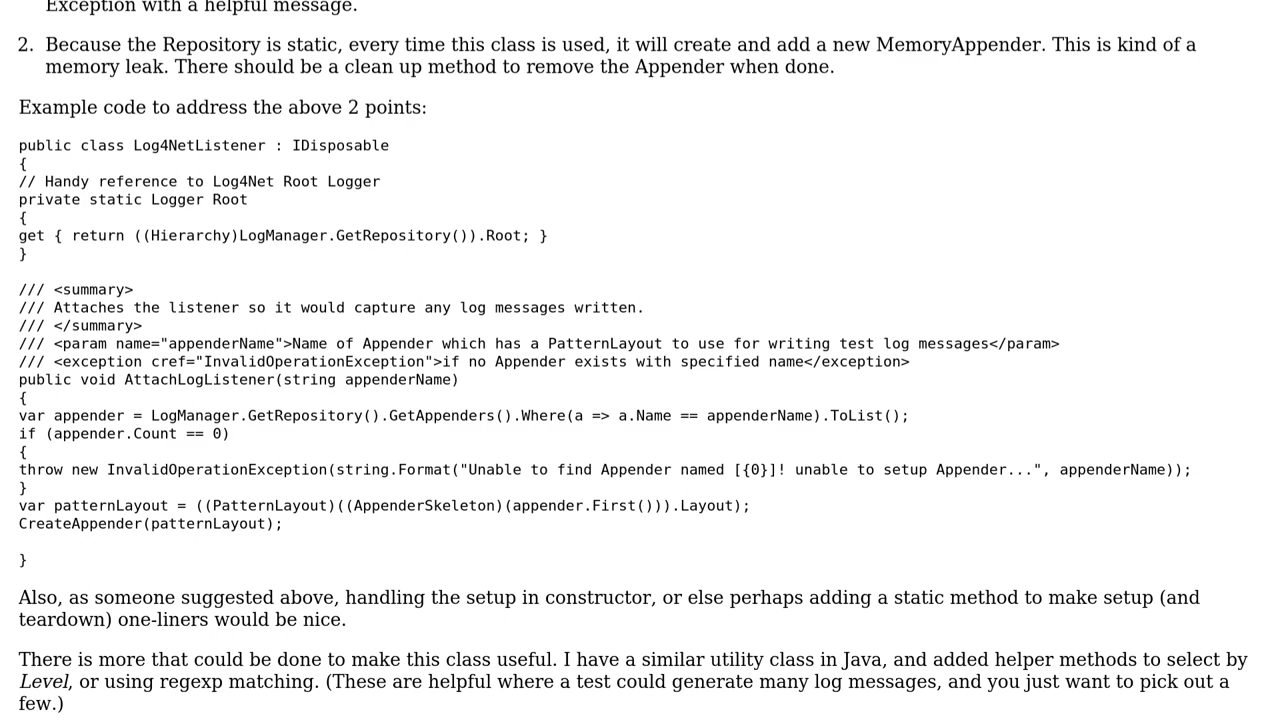 Exception with a helpful message.
2. Because the Repository is static, every time this class is used, it will create and add a new MemoryAppender. This is kind of a
memory leak. There should be a clean up method to remove the Appender when done.
Example code to address the above 2 points:
public class Log4NetListener : IDisposable
{
// Handy reference to Log4Net Root Logger
private static Logger Root
{
get { return ((Hierarchy)LogManager.GetRepository()).Root; }
}
/// <summary>
/// Attaches the listener so it would capture any log messages written.
/// </summary>
/// <param name="appenderName">Name of Appender which has a PatternLayout to use for writing test log messages</param>
/// <exception cref="InvalidOperationException">if no Appender exists with specified name</exception>
public void AttachLogListener(string appenderName)
{
var appender = LogManager.GetRepository().GetAppenders().Where(a => a.Name == appenderName).ToList();
if (appender.Count == 0)
{
throw new InvalidOperationException(string.Format("Unable to find Appender named [{0}]! unable to setup Appender...", appenderName));
}
var patternLayout = ((PatternLayout)((AppenderSkeleton)(appender.First())).Layout);
CreateAppender(patternLayout);
}
Also, as someone suggested above, handling the setup in constructor, or else perhaps adding a static method to make setup (and
teardown) one-liners would be nice.
There is more that could be done to make this class useful. I have a similar utility class in Java, and added helper methods to select by
Level, or using regexp matching. (These are helpful where a test could generate many log messages, and you just want to pick out a
few.)